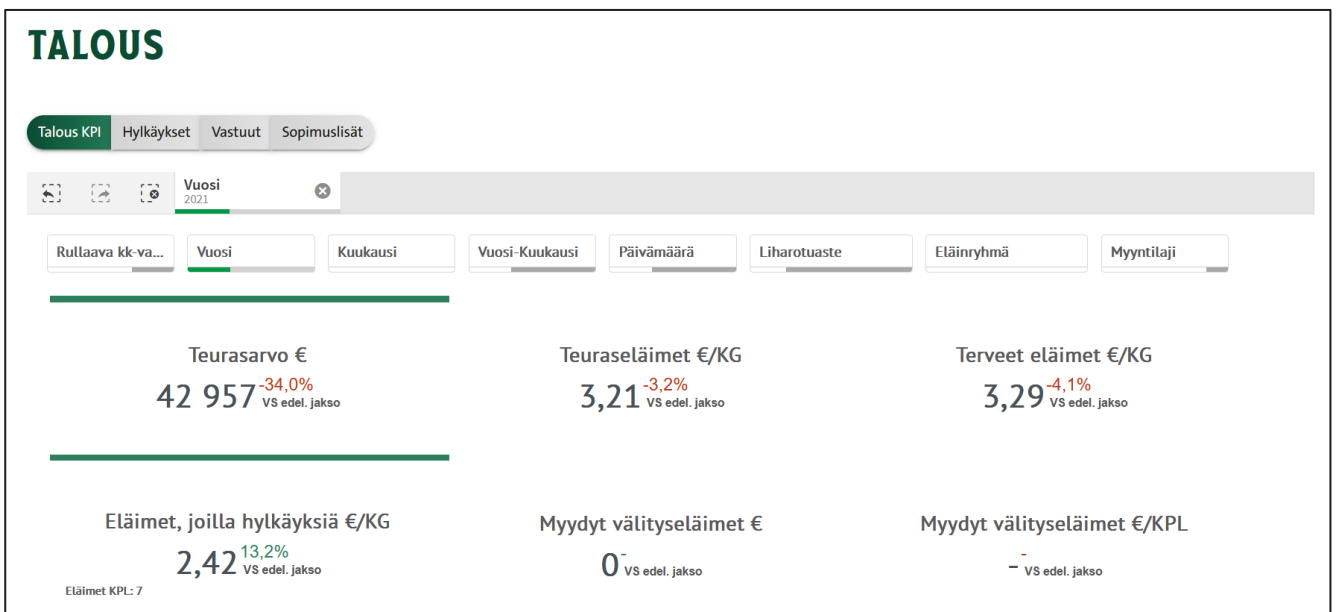 TALOUS
Talous KPI Hylkäykset Vastuut Sopimuslisät
Vuosi
2021
Rullaava kk-va... Vuosi Kuukausi Vuosi-Kuukausi Päivämäärä Liharotuaste Eläinryhmä Myyntilaji
Teurasarvo € Teuraseläimet €/KG Terveet eläimet €/KG
42 957 -34,0% VS edel. jakso 3,21 -3,2% VS edel. jakso 3,29 -4,1% VS edel. jakso
Eläimet, joilla hylkäyksiä €/KG Myydyt välityseläimet € Myydyt välityseläimet €/KPL
2,42 13,2% VS edel. jakso 0 - VS edel. jakso - - VS edel. jakso
Eläimet KPL: 7